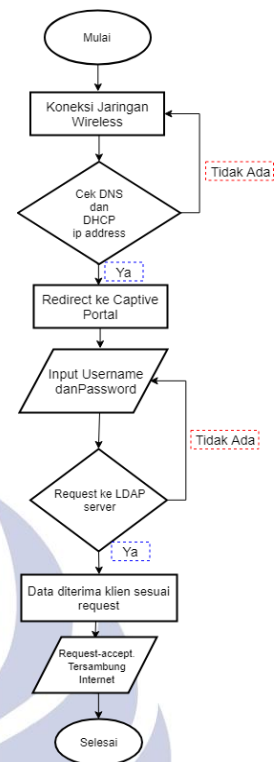 Mulai
Koneksi Jaringan
Wireless
Tidak Ada
Cek DNS
dan
DHCP
ip address
Ya
Redirect ke Captive
Portal
Input Username
danPassword
Tidak Ada
Request ke LDAP
server
Ya
Data diterima klien sesuai
request
Request-accept.
Tersambung
Internet
Selesai